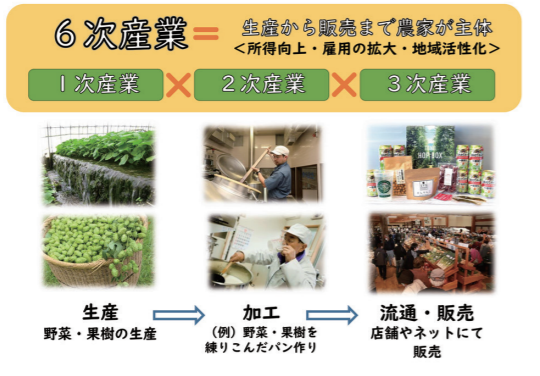 6次産業=
生産から販売まで農家が主体
<所得向上・雇用の拡大・地域活性化>
1次産業×2次産業×3次産業
NOH BOX
生産
野菜・果樹の生産
加工
(例)野菜・果樹を
練りこんだパン作り
流通・販売
店舗やネットにて
販売